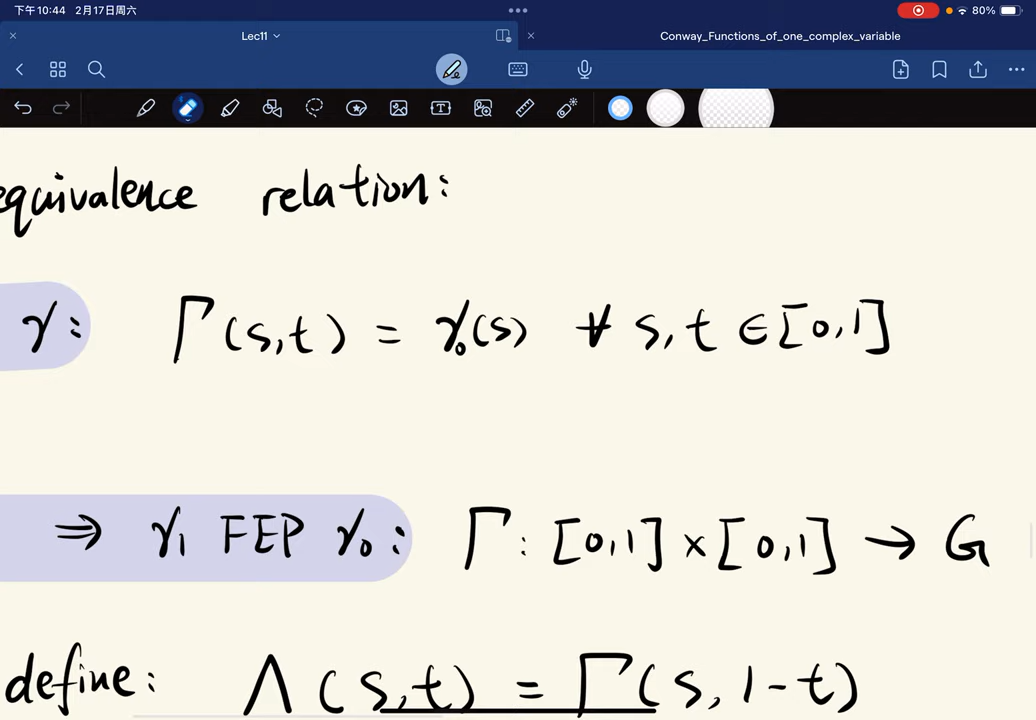 下午10:44 2月17日周六
80%
Lec11
Conway_Functions_of_one_complex_variable
equivalence relation:
γ: Γ(s,t) = γ₀(s) ∀ s,t ∈ [0,1]
⇒ γ₁ FEP γ₀: Γ: [0,1] × [0,1] → G
define: Λ(s,t) = Γ(s,1-t)